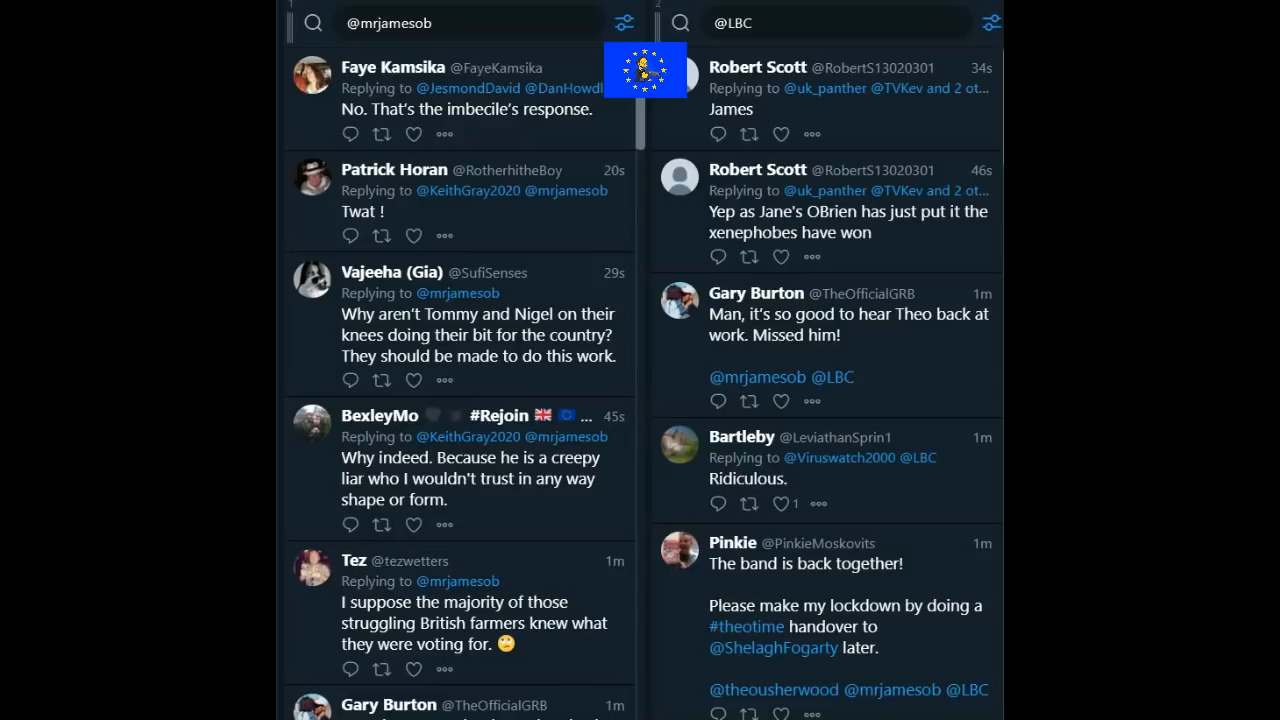 1
@mrjamesob
Faye Kamsika @FayeKamsika
Replying to @JesmondDavid @DanHowdl
No. That's the imbecile's response.
Patrick Horan @RotherhitheBoy 20s
Replying to @KeithGray2020 @mrjamesob
Twat !
Vajeeha (Gia) @SufiSenses 29s
Replying to @mrjamesob
Why aren't Tommy and Nigel on their
knees doing their bit for the country?
They should be made to do this work.
BexleyMo #Rejoin 🇬🇧 🇪🇺 ... 45s
Replying to @KeithGray2020 @mrjamesob
Why indeed. Because he is a creepy
liar who I wouldn't trust in any way
shape or form.
Tez @tezwetters 1m
Replying to @mrjamesob
I suppose the majority of those
struggling British farmers knew what
they were voting for. 🙄
Gary Burton @TheOfficialGRB 1m
2
@LBC
Robert Scott @RobertS13020301 34s
Replying to @uk_panther @TVKev and 2 ot...
James
Robert Scott @RobertS13020301 46s
Replying to @uk_panther @TVKev and 2 ot...
Yep as Jane's OBrien has just put it the
xenephobes have won
Gary Burton @TheOfficialGRB 1m
Man, it's so good to hear Theo back at
work. Missed him!
@mrjamesob @LBC
Bartleby @LeviathanSprin1 1m
Replying to @Viruswatch2000 @LBC
Ridiculous.
1
Pinkie @PinkieMoskovits 1m
The band is back together!
Please make my lockdown by doing a
#theotime handover to
@ShelaghFogarty later.
@theousherwood @mrjamesob @LBC